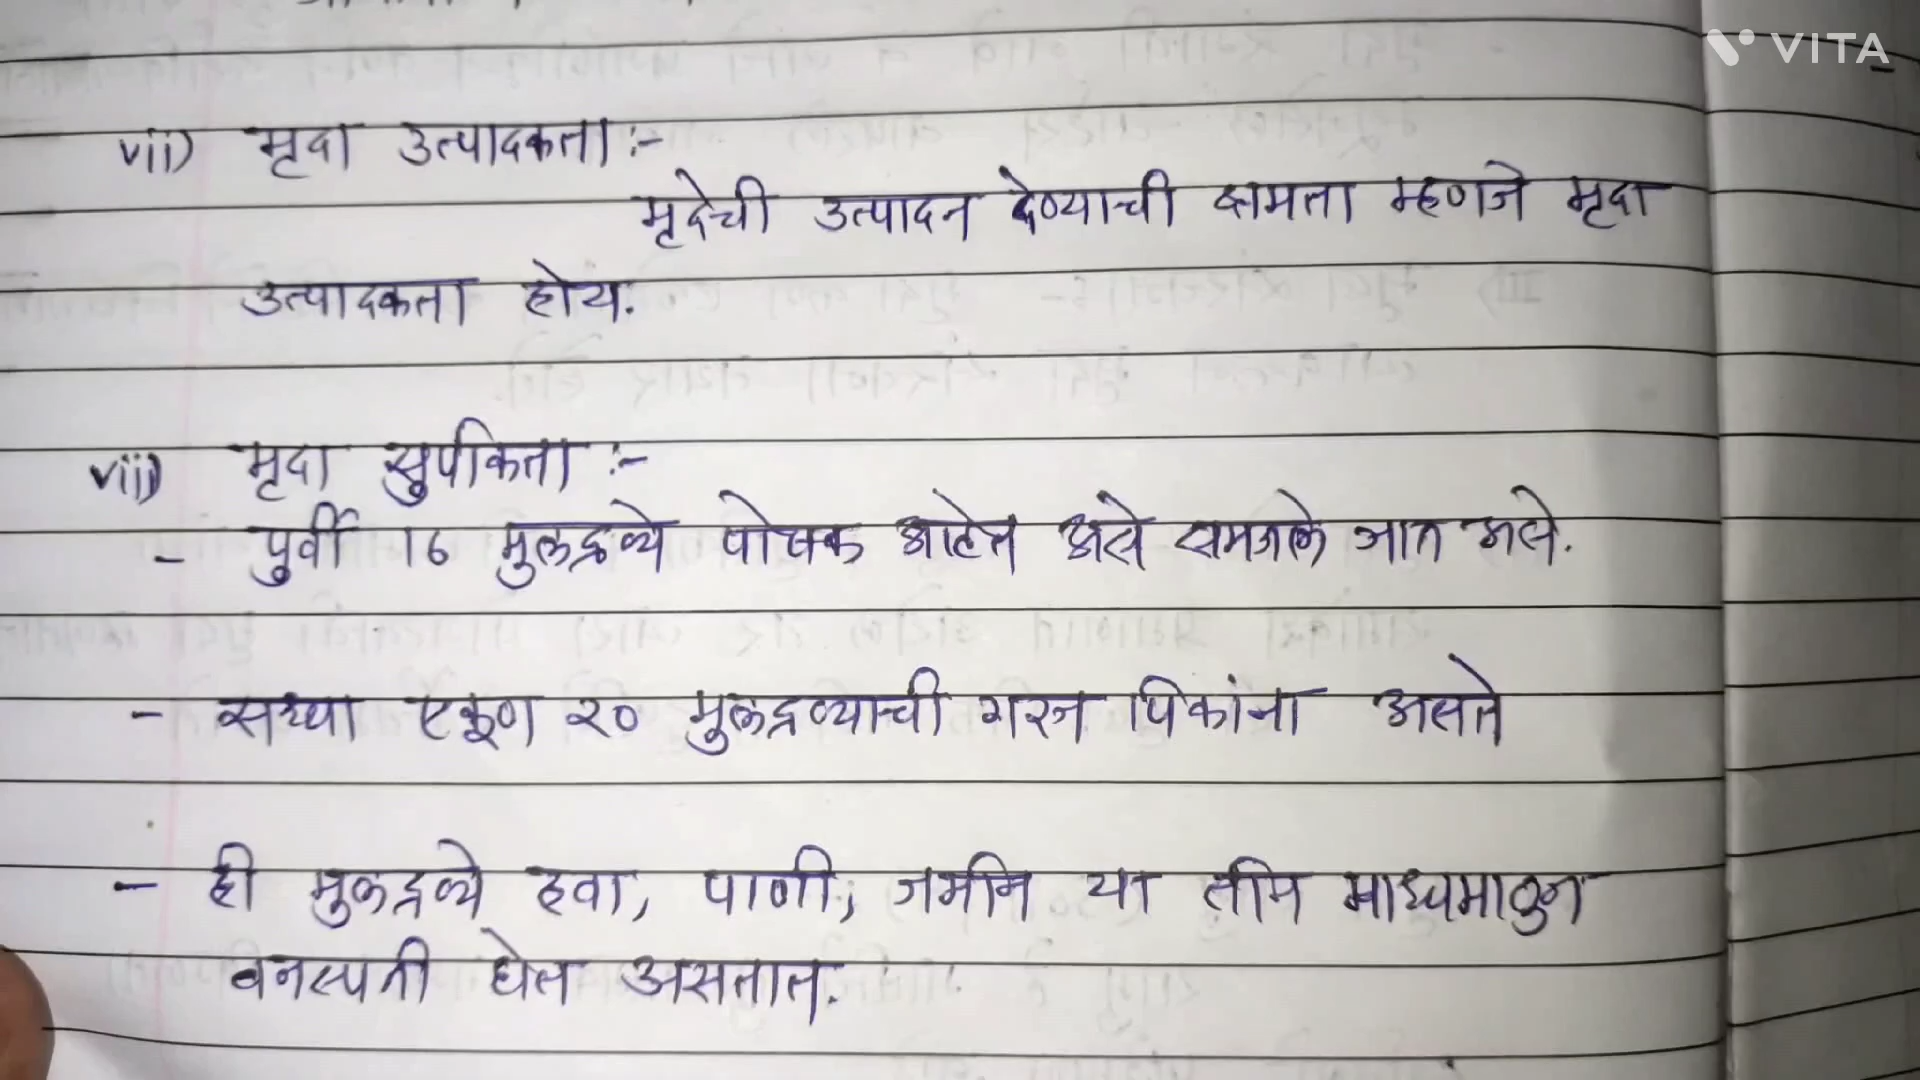 VITA
vii) मृदा उत्पादकता :-
मृदेची उत्पादन देण्याची क्षमता म्हणजे मृदा
उत्पादकता होय.
viii) मृदा सुपीकता :-
- पुर्वी 16 मुलद्रव्ये पोषक आहेत असे समजले जात असे.
- सध्या एकूण २० मुलद्रव्याची गरज पिकांना असते
- ही मुलद्रव्ये हवा, पाणी, जमीन या तीन माध्यमातुन
वनस्पती घेत असतात.